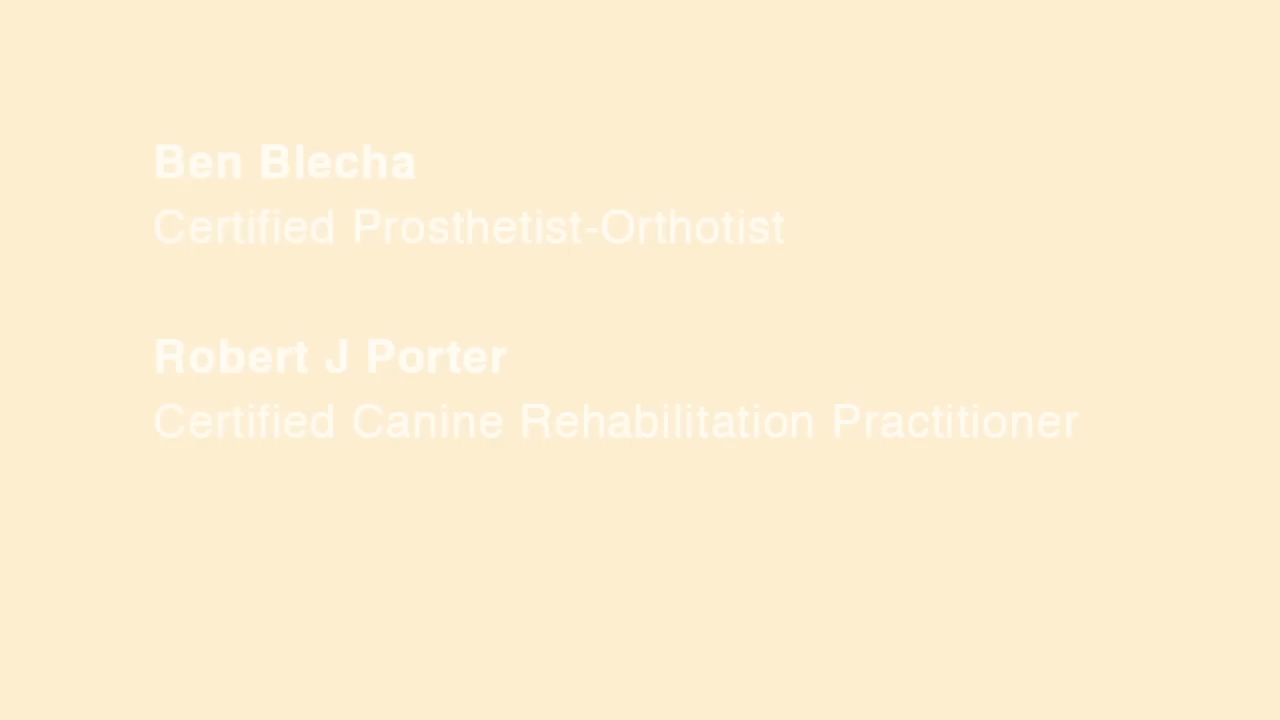 Ben Blecha
Certified Prosthetist-Orthotist
Robert J Porter
Certified Canine Rehabilitation Practitioner